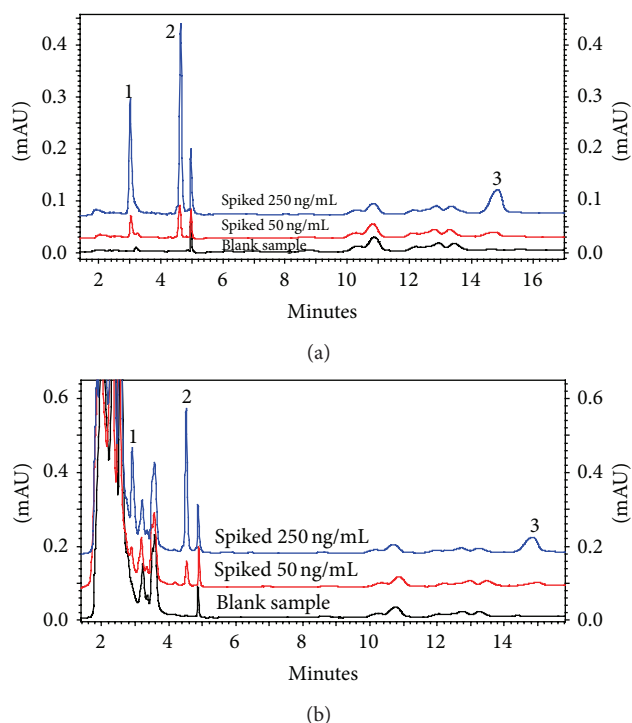 0.4
0.3
0.2
0.1
0.0
(mAU)
0.4
0.3
0.2
0.1
0.0
(mAU)
1
2
3
Spiked 250 ng/mL
Spiked 50 ng/mL
Blank sample
2 4 6 8 10 12 14 16
Minutes
(a)
0.6
0.4
0.2
0.0
(mAU)
0.6
0.4
0.2
0.0
(mAU)
1
2
3
Spiked 250 ng/mL
Spiked 50 ng/mL
Blank sample
2 4 6 8 10 12 14
Minutes
(b)